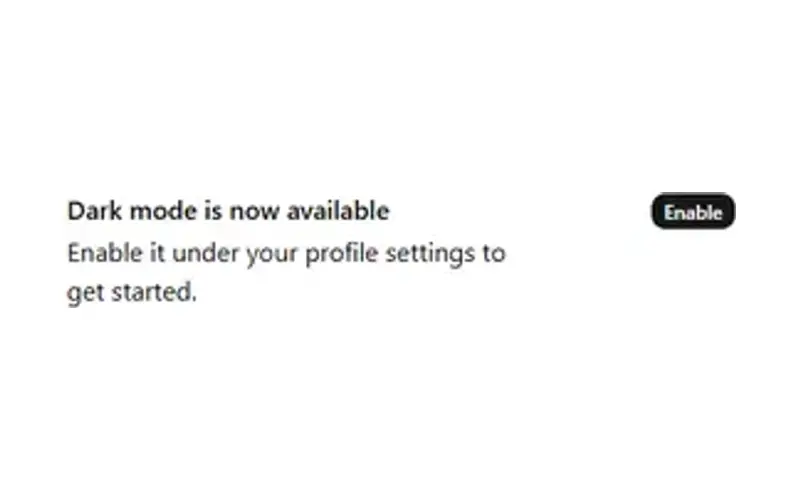 Dark mode is now available
Enable
Enable it under your profile settings to
get started.